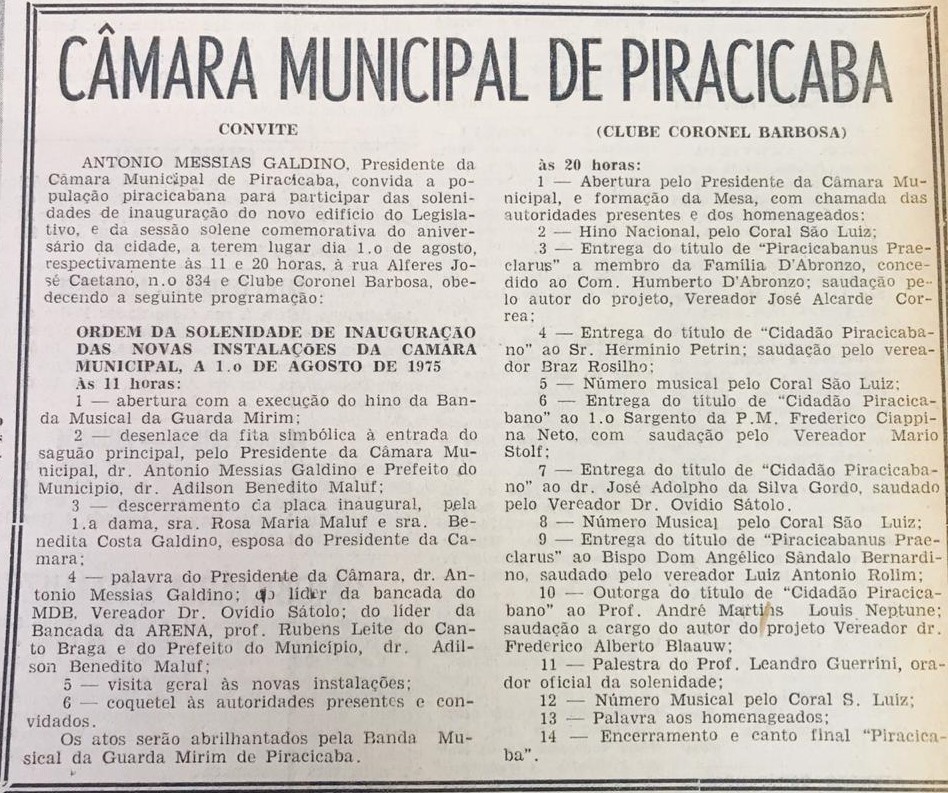 CÂMARA MUNICIPAL DE PIRACICABA
CONVITE
ANTONIO MESSIAS GALDINO, Presidente da
Câmara Municipal de Piracicaba, convida a po-
pulação piracicabana para participar das soleni-
dades de inauguração do novo edifício do Legisla-
tivo, e da sessão solene comemorativa do aniver-
sário da cidade, a terem lugar dia 1.o de agosto,
respectivamente às 11 e 20 horas, à rua Alferes Jo-
sé Caetano, n.o 834 e Clube Coronel Barbosa, obe-
decendo a seguinte programação:
ORDEM DA SOLENIDADE DE INAUGURAÇÃO
DAS NOVAS INSTALAÇÕES DA CAMARA
MUNICIPAL, A 1.o DE AGOSTO DE 1975
Às 11 horas:
1 — abertura com a execução do hino da Ban-
da Musical da Guarda Mirim;
2 — desenlace da fita simbólica à entrada do
saguão principal, pelo Presidente da Câmara Mu-
nicipal, dr. Antonio Messias Galdino e Prefeito do
Municipio, dr. Adilson Benedito Maluf;
3 — descerramento da placa inaugural, pela
1.a dama, sra. Rosa Maria Maluf e sra. Be-
nedita Costa Galdino, esposa do Presidente da Ca-
mara;
4 — palavra do Presidente da Câmara, dr. An-
tonio Messias Galdino; do líder da bancada do
MDB, Vereador Dr. Ovídio Sátolo; do líder da
Bancada da ARENA, prof. Rubens Leite do Can-
to Braga e do Prefeito do Município, dr. Adil-
son Benedito Maluf;
5 — visita geral às novas instalações;
6 — coquetel às autoridades presentes e con-
vidados.
Os atos serão abrilhantados pela Banda Mu-
sical da Guarda Mirim de Piracicaba.
(CLUBE CORONEL BARBOSA)
às 20 horas:
1 — Abertura pelo Presidente da Câmara Mu-
nicipal, e formação da Mesa, com chamada das
autoridades presentes e dos homenageados:
2 — Hino Nacional, pelo Coral São Luiz;
3 — Entrega do título de "Piracicabanus Prae-
clarus" a membro da Família D'Abronzo, conce-
dido ao Com. Humberto D'Abronzo; saudação pe-
lo autor do projeto, Vereador José Alcarde Cor-
rea;
4 — Entrega do título de "Cidadão Piracicaba-
no" ao Sr. Hermínio Petrin; saudação pelo verea-
dor Braz Rosilho;
5 — Número musical pelo Coral São Luiz;
6 — Entrega do título de "Cidadão Piracica-
bano" ao 1.o Sargento da P.M. Frederico Ciappi-
na Neto, com saudação pelo Vereador Mario
Stolf;
7 — Entrega do título de "Cidadão Piracicaba-
no" ao dr. José Adolpho da Silva Gordo, saudado
pelo Vereador Dr. Ovidio Sátolo.
8 — Número Musical pelo Coral São Luiz;
9 — Entrega do título de "Piracicabanus Prae-
clarus" ao Bispo Dom Angélico Sândalo Bernardi-
no, saudado pelo vereador Luiz Antonio Rolim;
10 — Outorga do título de "Cidadão Piracica-
bano" ao Prof. André Martins Louis Neptune;
saudação a cargo do autor do projeto Vereador dr.
Frederico Alberto Blaauw;
11 — Palestra do Prof. Leandro Guerrini, ora-
dor oficial da solenidade;
12 — Número Musical pelo Coral S. Luiz;
13 — Palavra aos homenageados;
14 — Encerramento e canto final "Piracica-
ba".